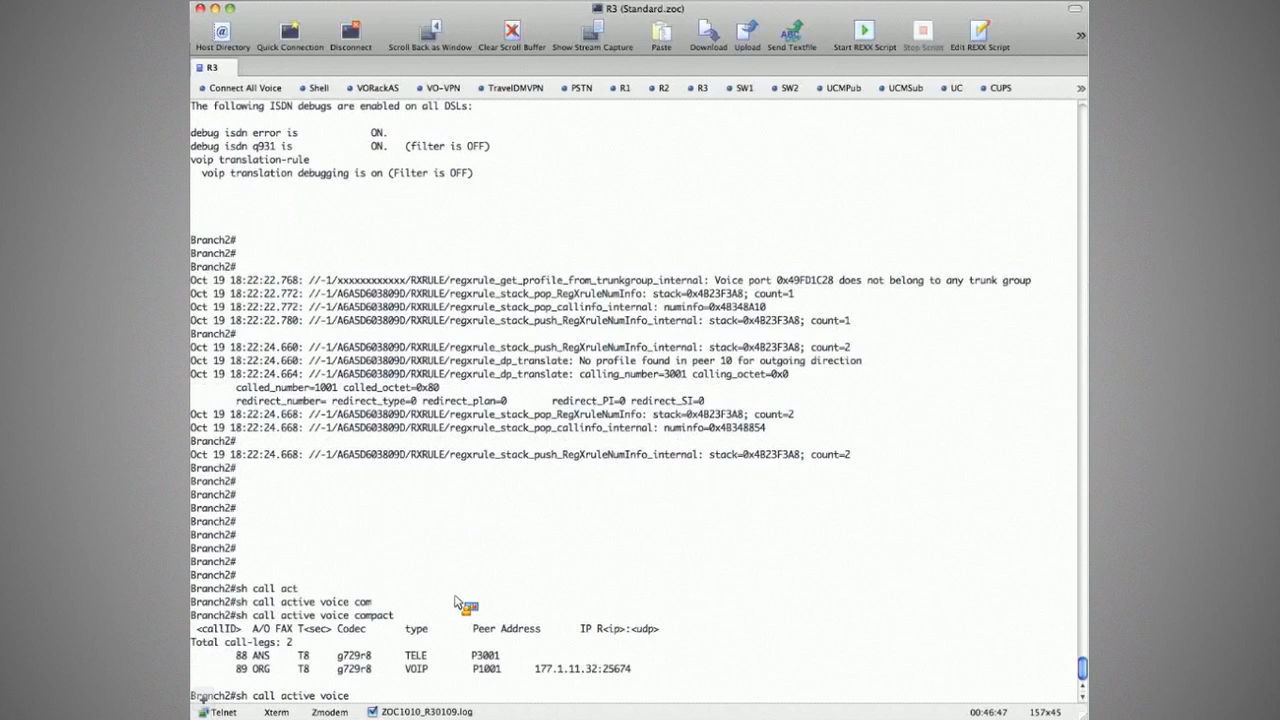 R3 (Standard.zoc)
Host Directory Quick Connection Disconnect Scroll Back as Window Clear Scroll Buffer Show Stream Capture Paste Download Upload Send Textfile Start REXX Script Stop Script Edit REXX Script »
R3
Connect All Voice Shell VORackAS VO-VPN TravelDMVPN PSTN R1 R2 R3 SW1 SW2 UCMPub UCMSub UC CUPS »
The following ISDN debugs are enabled on all DSLs:
debug isdn error is ON.
debug isdn q931 is ON. (filter is OFF)
voip translation-rule
voip translation debugging is on (Filter is OFF)
Branch2#
Branch2#
Branch2#
Oct 19 18:22:22.768: //-1/xxxxxxxxxxxx/RXRULE/regxrule_get_profile_from_trunkgroup_internal: Voice port 0x49FD1C28 does not belong to any trunk group
Oct 19 18:22:22.772: //-1/A6A5D603809D/RXRULE/regxrule_stack_pop_RegXruleNumInfo: stack=0x4B23F3A8; count=1
Oct 19 18:22:22.772: //-1/A6A5D603809D/RXRULE/regxrule_stack_pop_callinfo_internal: numinfo=0x4B348A10
Oct 19 18:22:22.780: //-1/A6A5D603809D/RXRULE/regxrule_stack_push_RegXruleNumInfo_internal: stack=0x4B23F3A8; count=1
Branch2#
Oct 19 18:22:24.660: //-1/A6A5D603809D/RXRULE/regxrule_stack_push_RegXruleNumInfo_internal: stack=0x4B23F3A8; count=2
Oct 19 18:22:24.660: //-1/A6A5D603809D/RXRULE/regxrule_dp_translate: No profile found in peer 10 for outgoing direction
Oct 19 18:22:24.664: //-1/A6A5D603809D/RXRULE/regxrule_dp_translate: calling_number=3001 calling_octet=0x0
called_number=1001 called_octet=0x80
redirect_number= redirect_type=0 redirect_plan=0 redirect_PI=0 redirect_SI=0
Oct 19 18:22:24.668: //-1/A6A5D603809D/RXRULE/regxrule_stack_pop_RegXruleNumInfo: stack=0x4B23F3A8; count=2
Oct 19 18:22:24.668: //-1/A6A5D603809D/RXRULE/regxrule_stack_pop_callinfo_internal: numinfo=0x4B348854
Branch2#
Oct 19 18:22:24.668: //-1/A6A5D603809D/RXRULE/regxrule_stack_push_RegXruleNumInfo_internal: stack=0x4B23F3A8; count=2
Branch2#
Branch2#
Branch2#
Branch2#
Branch2#
Branch2#
Branch2#
Branch2#
Branch2#
Branch2#sh call act
Branch2#sh call active voice com
Branch2#sh call active voice compact
<callID> A/O FAX T<sec> Codec type Peer Address IP R<ip>:<udp>
Total call-legs: 2
88 ANS T8 g729r8 TELE P3001
89 ORG T8 g729r8 VOIP P1001 177.1.11.32:25674
Branch2#sh call active voice
Telnet Xterm Zmodem ZOC1010_R30109.log 00:46:47 157x45